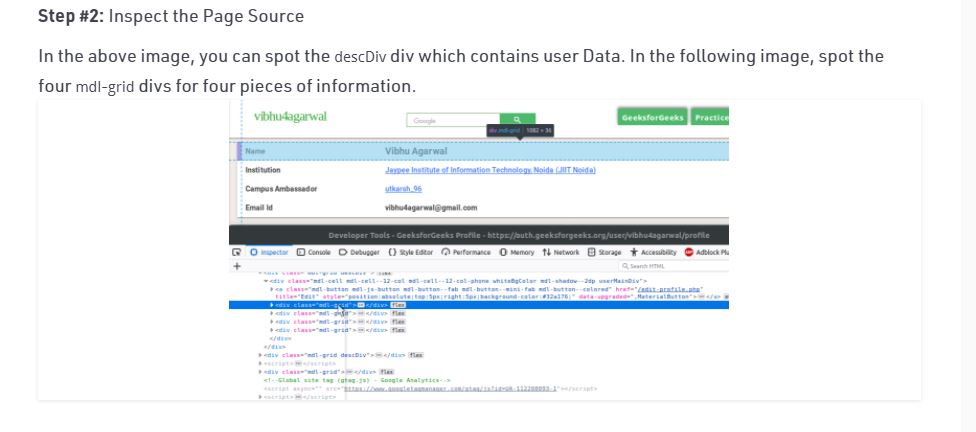 Step #2: Inspect the Page Source
In the above image, you can spot the descDiv div which contains user Data. In the following image, spot the
four mdl-grid divs for four pieces of information.
vibhu4agarwal
Google
GeeksforGeeks
Practice
div.mdl-grid | 1082 × 36
Name Vibhu Agarwal
Institution Jaypee Institute of Information Technology, Noida (JIIT Noida)
Campus Ambassador utkarsh_96
Email Id vibhu4agarwal@gmail.com
Developer Tools - GeeksforGeeks Profile - https://auth.geeksforgeeks.org/user/vibhu4agarwal/profile
Inspector Console Debugger Style Editor Performance Memory Network Storage Accessibility Adblock Plu
+ Search HTML
<div class="mdl-grid descDiv"> flex
<div class="mdl-cell mdl-cell--12-col mdl-cell--12-col-phone whiteBgColor mdl-shadow--2dp userMainDiv">
<a class="mdl-button mdl-js-button mdl-button--fab mdl-button--mini-fab mdl-button--colored" href="/edit-profile.php"
title="Edit" style="position:absolute;top:5px;right:5px;background-color:#32a176;" data-upgraded=",MaterialButton"></a>
<div class="mdl-grid"></div> flex
<div class="mdl-grid"></div> flex
<div class="mdl-grid"></div> flex
<div class="mdl-grid"></div> flex
</div>
</div>
<div class="mdl-grid descDiv"></div> flex
<script></script>
<div class="mdl-grid"></div> flex
<!--Global site tag (gtag.js) - Google Analytics-->
<script async="" src="https://www.googletagmanager.com/gtag/js?id=UA-112288093-1"></script>
<script></script>